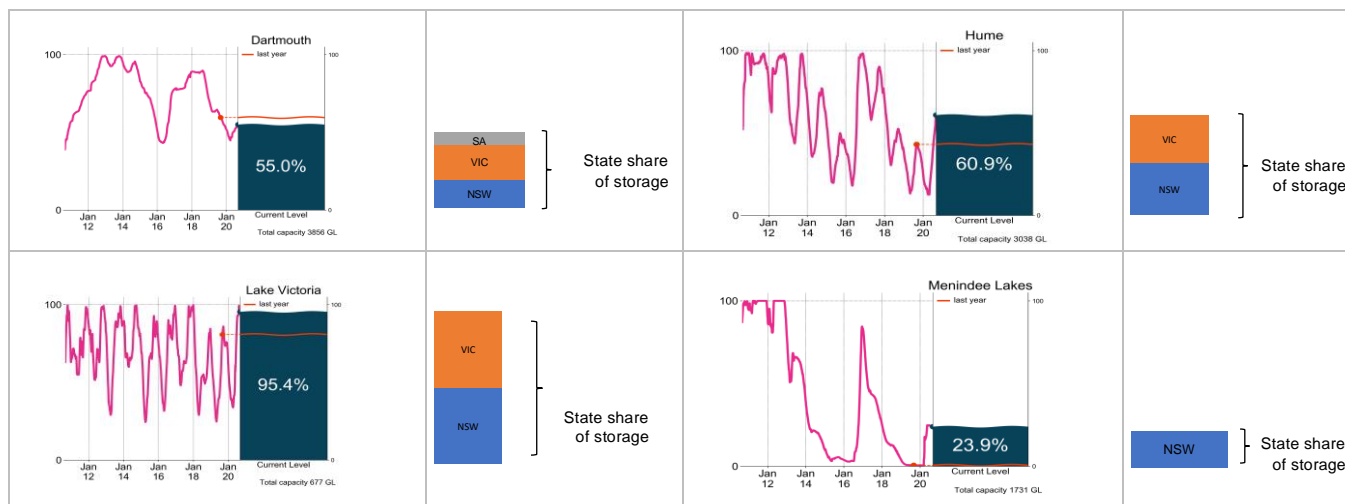 Dartmouth
last year
100
100
55.0%
0
0
Jan
12
Jan
14
Jan
16
Jan
18
Jan
20
Current Level
Total capacity 3856 GL
SA
VIC
NSW
State share
of storage
Hume
last year
100
100
60.9%
0
0
Jan
12
Jan
14
Jan
16
Jan
18
Jan
20
Current Level
Total capacity 3038 GL
VIC
NSW
State share
of storage
Lake Victoria
last year
100
100
95.4%
0
0
Jan
12
Jan
14
Jan
16
Jan
18
Jan
20
Current Level
Total capacity 677 GL
VIC
NSW
State share
of storage
Menindee Lakes
last year
100
100
23.9%
0
0
Jan
12
Jan
14
Jan
16
Jan
18
Jan
20
Current Level
Total capacity 1731 GL
NSW
State share
of storage